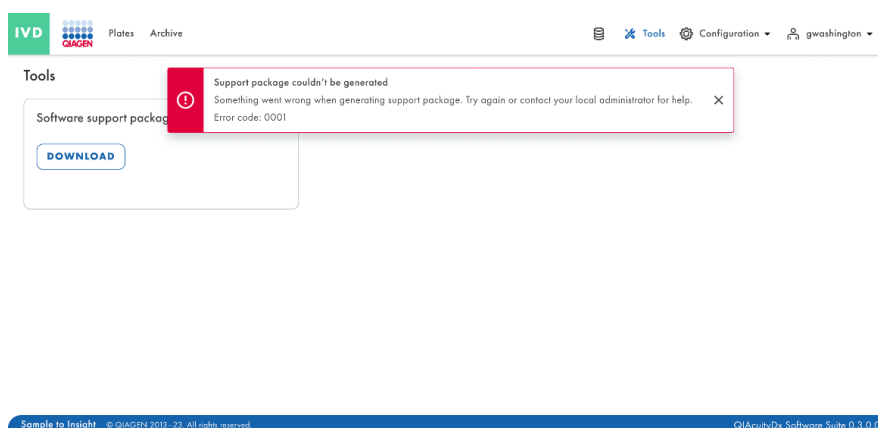 IVD
QIAGEN
Plates Archive
Tools Configuration gwashington
Tools
Support package couldn't be generated
Something went wrong when generating support package. Try again or contact your local administrator for help.
Error code: 0001
Software support packag
DOWNLOAD
Sample to Insight © QIAGEN 2013-23. All rights reserved.
QIAcuityDx Software Suite 0.3.0.0